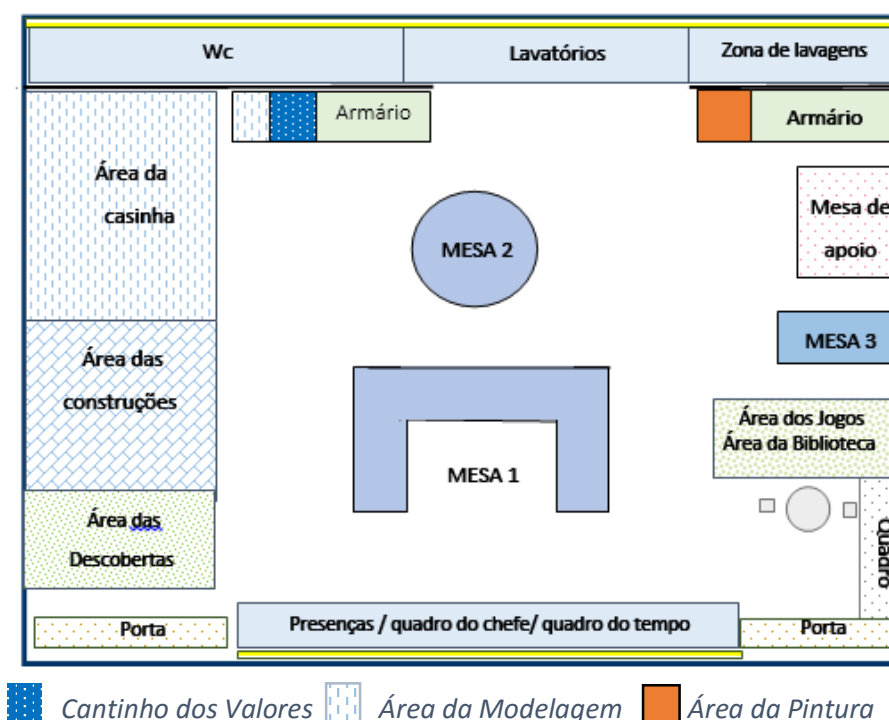 Wc
Lavatórios
Zona de lavagens
Armário
Armário
Área da
casinha
Mesa de
apoio
MESA 2
MESA 3
Área das
construções
Área dos Jogos
Área da Biblioteca
MESA 1
Área das
Descobertas
Quadro
Porta
Presenças / quadro do chefe/ quadro do tempo
Porta
Cantinho dos Valores Área da Modelagem Área da Pintura